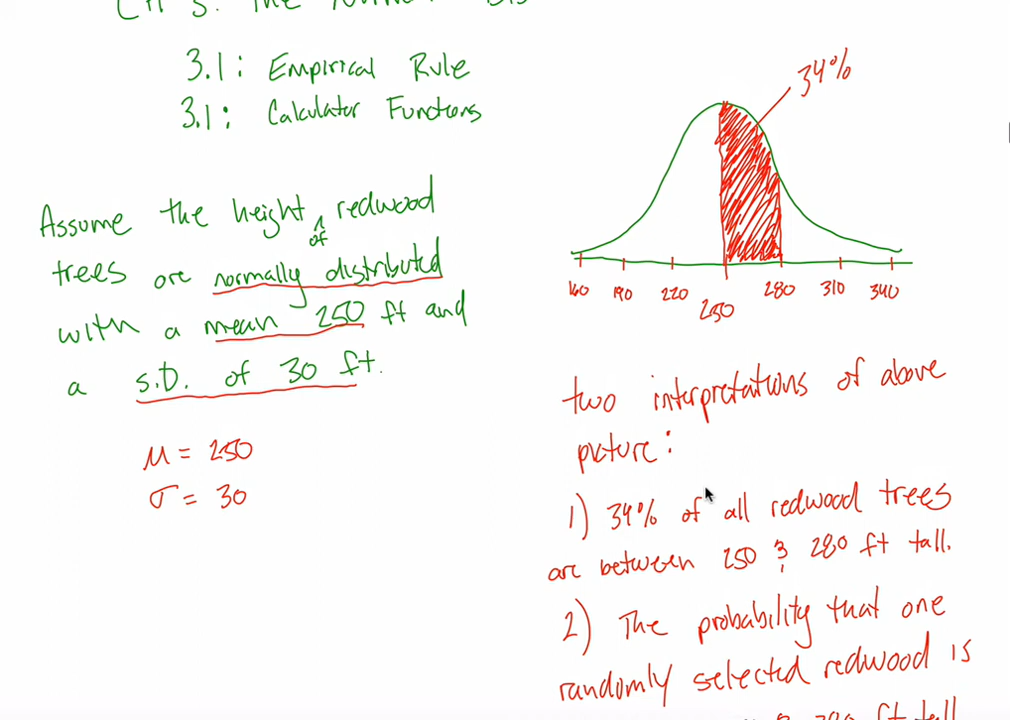 3.1: Empirical Rule
3.1: Calculator Functions
34%
160 190 220 250 280 310 340
Assume the height of redwood
trees are normally distributed
with a mean 250 ft and
a s.D. of 30 ft.
μ = 250
σ = 30
two interpretations of above
picture:
1) 34% of all redwood trees
are between 250 & 280 ft tall.
2) The probability that one
randomly selected redwood is
ft tall